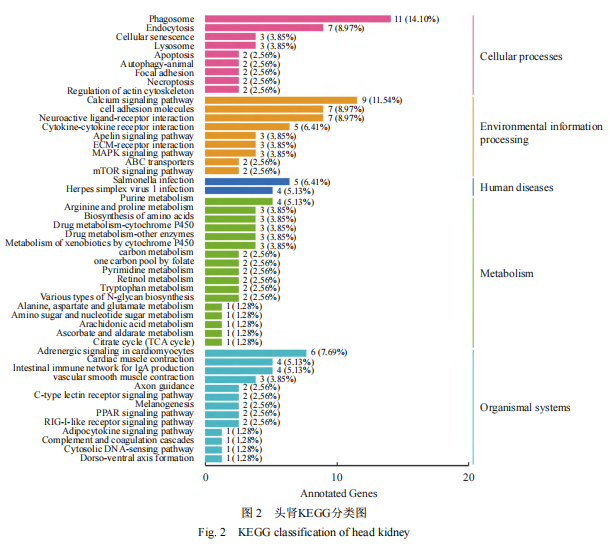 Phagosome 11 (14.10%)
Endocytosis 7 (8.97%)
Cellular senescence 3 (3.85%)
Lysosome 3 (3.85%)
Apoptosis 2 (2.56%)
Autophagy-animal 2 (2.56%)
Focal adhesion 2 (2.56%)
Necroptosis 2 (2.56%)
Regulation of actin cytoskeleton 2 (2.56%)
Cellular processes
Calcium signaling pathway 9 (11.54%)
cell adhesion molecules 7 (8.97%)
Neuroactive ligand-receptor interaction 7 (8.97%)
Cytokine-cytokine receptor interaction 5 (6.41%)
Apelin signaling pathway 3 (3.85%)
ECM-receptor interaction 3 (3.85%)
MAPK signaling pathway 3 (3.85%)
ABC transporters 2 (2.56%)
mTOR signaling pathway 2 (2.56%)
Environmental information
processing
Salmonella infection 5 (6.41%)
Herpes simplex virus 1 infection 4 (5.13%)
Human diseases
Purine metabolism 4 (5.13%)
Arginine and proline metabolism 3 (3.85%)
Biosynthesis of amino acids 3 (3.85%)
Drug metabolism-cytochrome P450 3 (3.85%)
Drug metabolism-other enzymes 3 (3.85%)
Metabolism of xenobiotics by cytochrome P450 3 (3.85%)
carbon metabolism 2 (2.56%)
one carbon pool by folate 2 (2.56%)
Pyrimidine metabolism 2 (2.56%)
Retinol metabolism 2 (2.56%)
Tryptophan metabolism 2 (2.56%)
Various types of N-glycan biosynthesis 2 (2.56%)
Alanine, aspartate and glutamate metabolism 1 (1.28%)
Amino sugar and nucleotide sugar metabolism 1 (1.28%)
Arachidonic acid metabolism 1 (1.28%)
Ascorbate and aldarate metabolism 1 (1.28%)
Citrate cycle (TCA cycle) 1 (1.28%)
Metabolism
Adrenergic signaling in cardiomyocytes 6 (7.69%)
Cardiac muscle contraction 4 (5.13%)
Intestinal immune network for IgA production 4 (5.13%)
vascular smooth muscle contraction 3 (3.85%)
Axon guidance 2 (2.56%)
C-type lectin receptor signaling pathway 2 (2.56%)
Melanogenesis 2 (2.56%)
PPAR signaling pathway 2 (2.56%)
RIG-I-like receptor signaling pathway 2 (2.56%)
Adipocytokine signaling pathway 1 (1.28%)
Complement and coagulation cascades 1 (1.28%)
Cytosolic DNA-sensing pathway 1 (1.28%)
Dorso-ventral axis formation 1 (1.28%)
Organismal systems
0 10 20
Annotated Genes
图 2 头肾KEGG分类图
Fig. 2 KEGG classification of head kidney